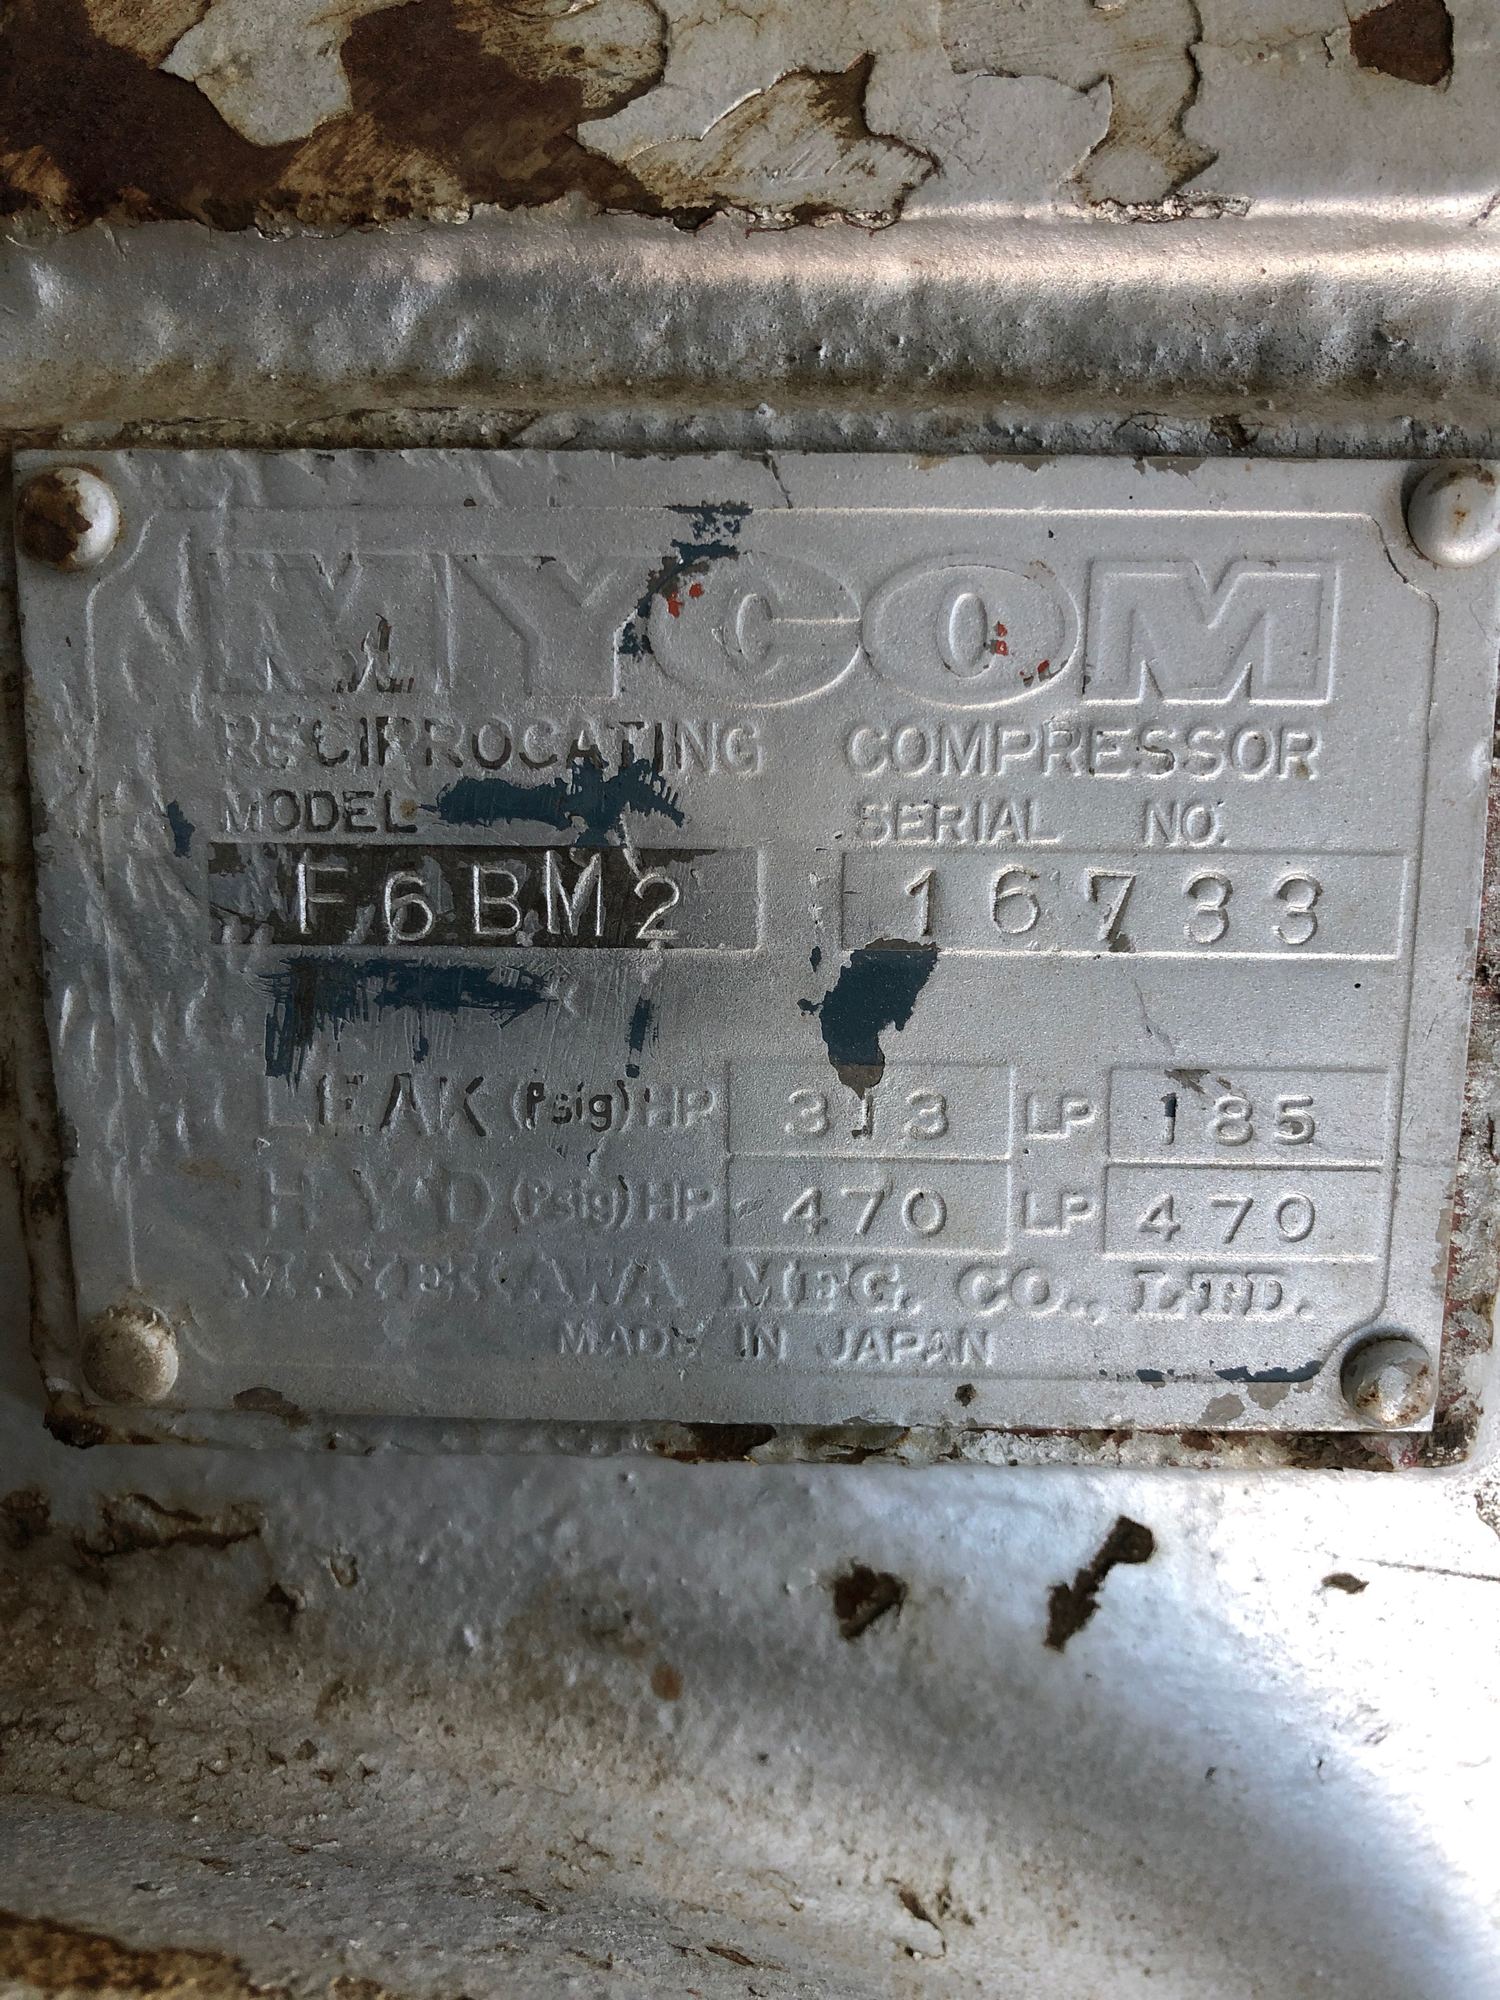 MYCOM
RECIPROCATING COMPRESSOR
MODEL SERIAL NO.
F6BM2 16733
LEAK (Psig) HP 313 LP 185
HYD (Psig) HP 470 LP 470
MAYEKAWA MFG. CO., LTD.
MADE IN JAPAN